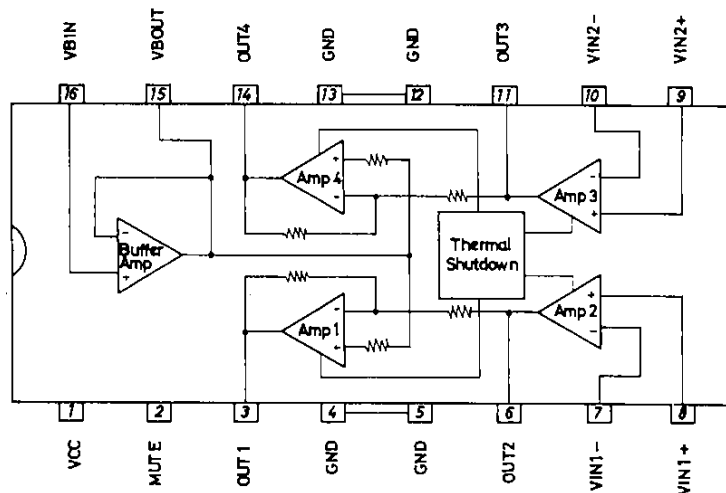 VBIN
VBOUT
OUT4
GND
GND
OUT3
VIN2-
VIN2+
16
15
14
13
12
11
10
9
+
Amp 4
-
-
Amp 3
+
-
Buffer
Amp
+
Thermal
Shutdown
-
Amp 1
+
+
Amp 2
-
1
2
3
4
5
6
7
8
VCC
MUTE
OUT1
GND
GND
OUT2
VIN1-
VIN1+